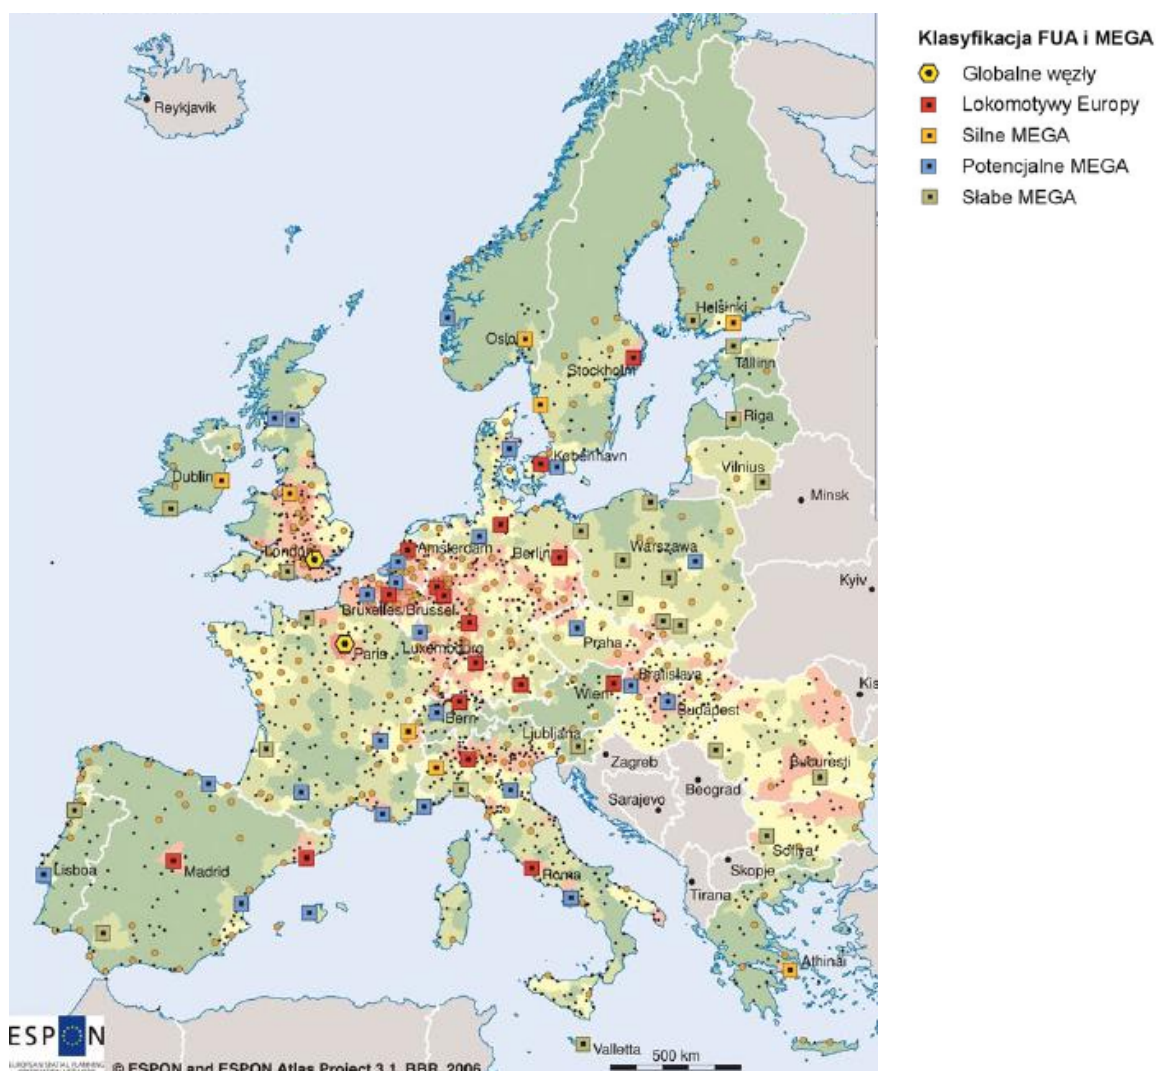 Klasyfikacja FUA i MEGA
Globalne węzły
Lokomotywy Europy
Silne MEGA
Potencjalne MEGA
Słabe MEGA
Reykjavik
Helsinki
Oslo
Tallinn
Stockholm
Riga
København
Vilnius
Dublin
Minsk
London
Amsterdam
Berlin
Warszawa
Kyiv
Bruxelles/Brussel
Praha
Paris
Luxembourg
Bratislava
Wien
Kis
Budapest
Bern
Ljubljana
Zagreb
Bucuresti
Beograd
Sarajevo
Sofiya
Lisboa
Madrid
Roma
Skopje
Tirana
Athinai
ESPON
Valletta
500 km
© ESPON and ESPON Atlas Project 3.1, BBR, 2006